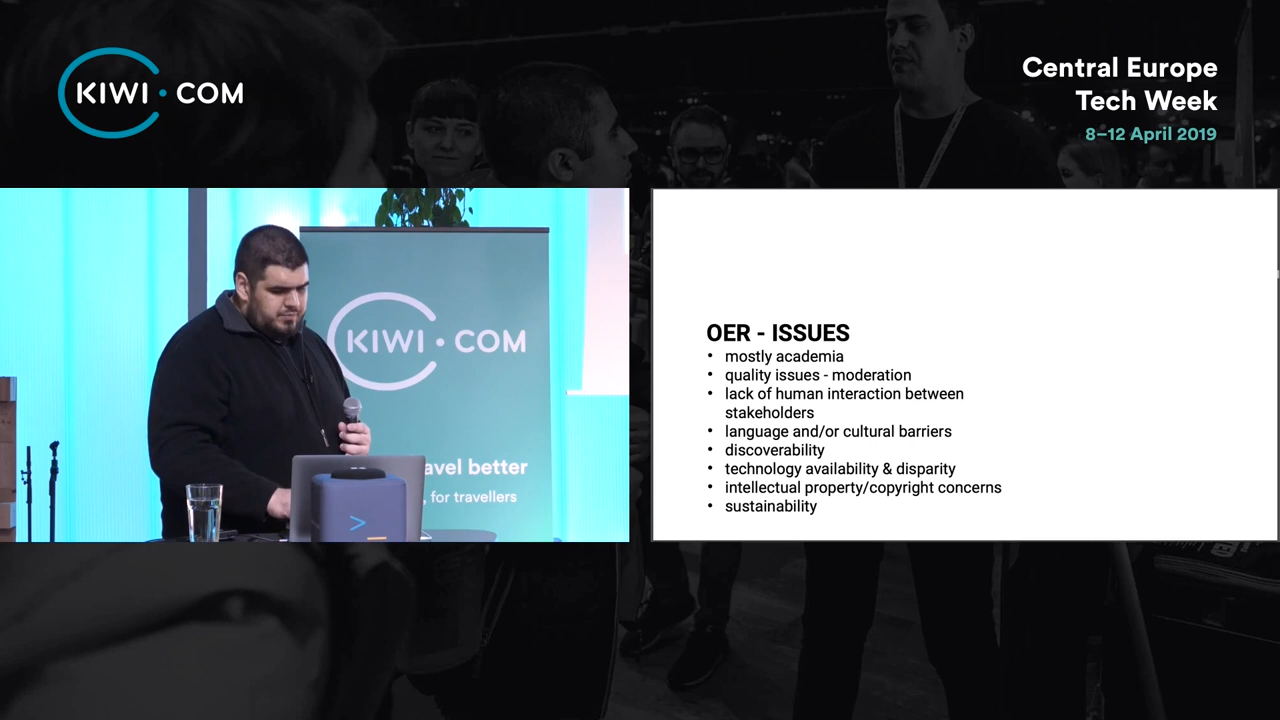 KIWI.COM
Central Europe
Tech Week
8–12 April 2019
KIWI.COM
avel better
, for travellers
>_
OER - ISSUES
• mostly academia
• quality issues - moderation
• lack of human interaction between
stakeholders
• language and/or cultural barriers
• discoverability
• technology availability & disparity
• intellectual property/copyright concerns
• sustainability